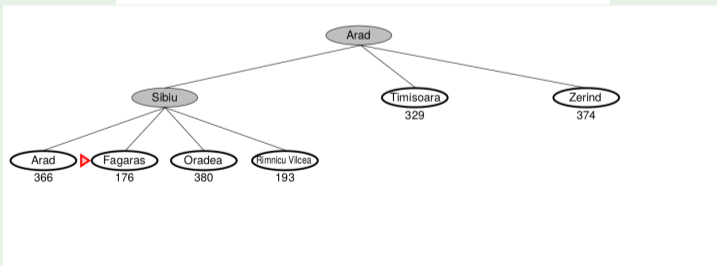 Arad
Sibiu Timisoara Zerind
329 374
Arad Fagaras Oradea Rimnicu Vilcea
366 176 380 193